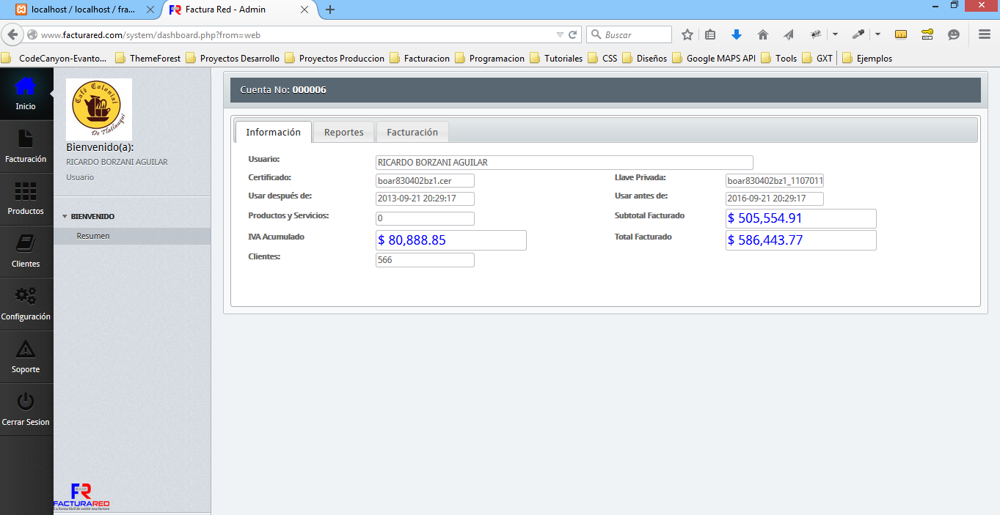 localhost / localhost / fra...
Factura Red - Admin
www.facturared.com/system/dashboard.php?from=web
Buscar
CodeCanyon-Evanto...
ThemeForest
Proyectos Desarrollo
Proyectos Produccion
Facturacion
Programacion
Tutoriales
CSS
Diseños
Google MAPS API
Tools
GXT
Ejemplos
Inicio
Facturación
Productos
Clientes
Configuración
Soporte
Cerrar Sesion
Café Colonial
De Tlatlauqui
Bienvenido(a):
RICARDO BORZANI AGUILAR
Usuario
BIENVENIDO
Resumen
FR
FACTURARED
La forma fácil de emitir una factura
Cuenta No: 000006
Información
Reportes
Facturación
Usuario: RICARDO BORZANI AGUILAR
Certificado: boar830402bz1.cer Llave Privada: boar830402bz1_1107011
Usar después de: 2013-09-21 20:29:17 Usar antes de: 2016-09-21 20:29:17
Productos y Servicios: 0 Subtotal Facturado $ 505,554.91
IVA Acumulado $ 80,888.85 Total Facturado $ 586,443.77
Clientes: 566